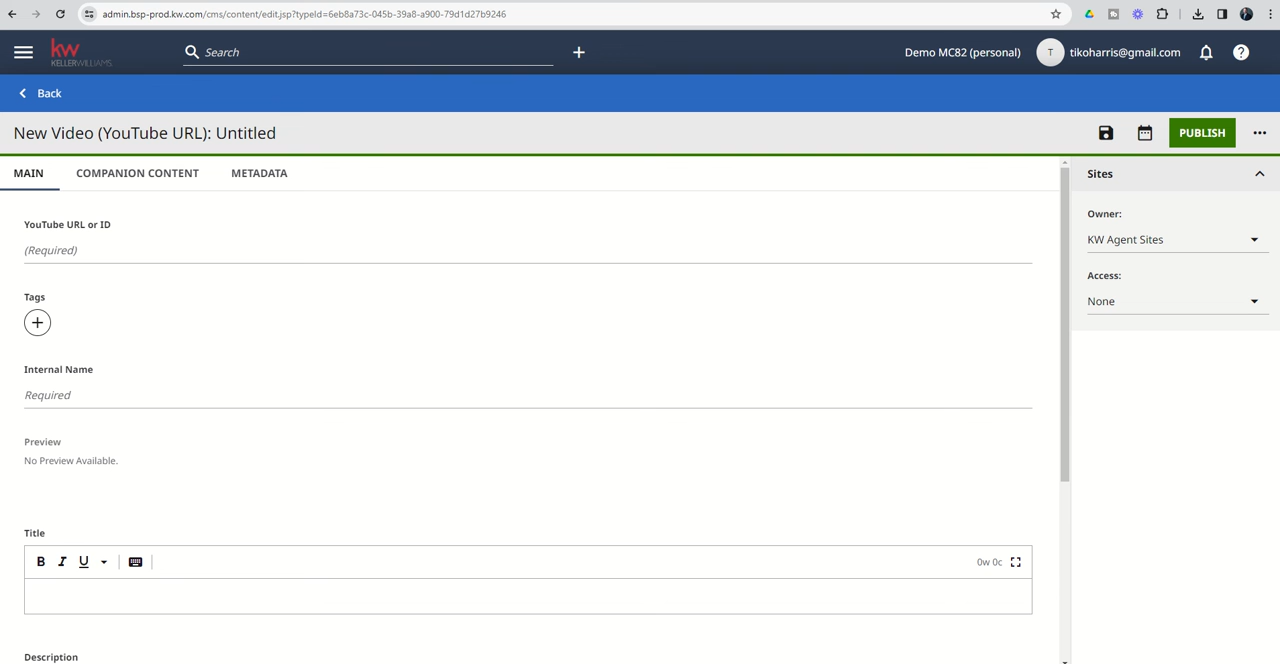 admin.bsp-prod.kw.com/cms/content/edit.jsp?typeId=6eb8a73c-045b-39a8-a900-79d1d27b9246
kw
KELLERWILLIAMS
Search
Demo MC82 (personal)
T
tikoharris@gmail.com
Back
New Video (YouTube URL): Untitled
PUBLISH
MAIN
COMPANION CONTENT
METADATA
Sites
YouTube URL or ID
(Required)
Owner:
KW Agent Sites
Access:
None
Tags
Internal Name
Required
Preview
No Preview Available.
Title
B I U
0w 0c
Description